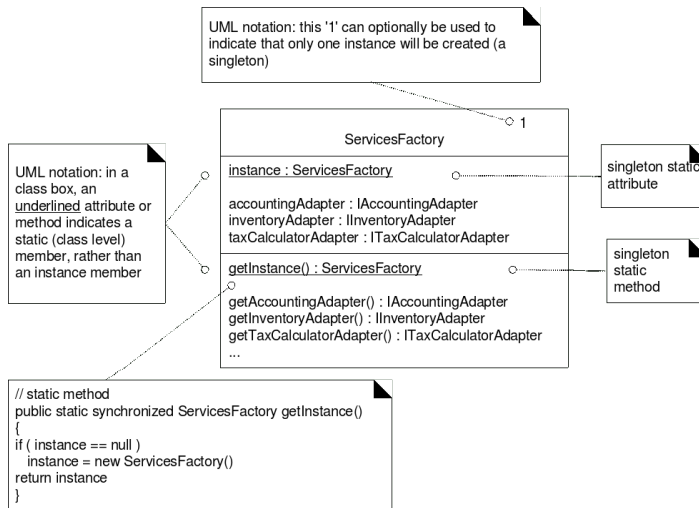 UML notation: this '1' can optionally be used to
indicate that only one instance will be created (a
singleton)
1
ServicesFactory
UML notation: in a
class box, an
underlined attribute or
method indicates a
static (class level)
member, rather than
an instance member
instance : ServicesFactory
accountingAdapter : IAccountingAdapter
inventoryAdapter : IInventoryAdapter
taxCalculatorAdapter : ITaxCalculatorAdapter
singleton static
attribute
getInstance() : ServicesFactory
getAccountingAdapter() : IAccountingAdapter
getInventoryAdapter() : IInventoryAdapter
getTaxCalculatorAdapter() : ITaxCalculatorAdapter
...
singleton
static
method
// static method
public static synchronized ServicesFactory getInstance()
{
if ( instance == null )
instance = new ServicesFactory()
return instance
}